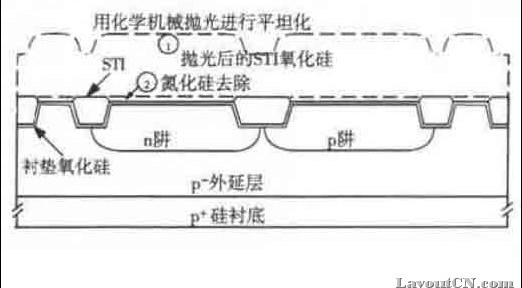 用化学机械抛光进行平坦化
①
抛光后的STI氧化硅
STI
② 氮化硅去除
n阱
p阱
衬垫氧化硅
p⁻外延层
p⁺硅衬底
LayoutCN.com